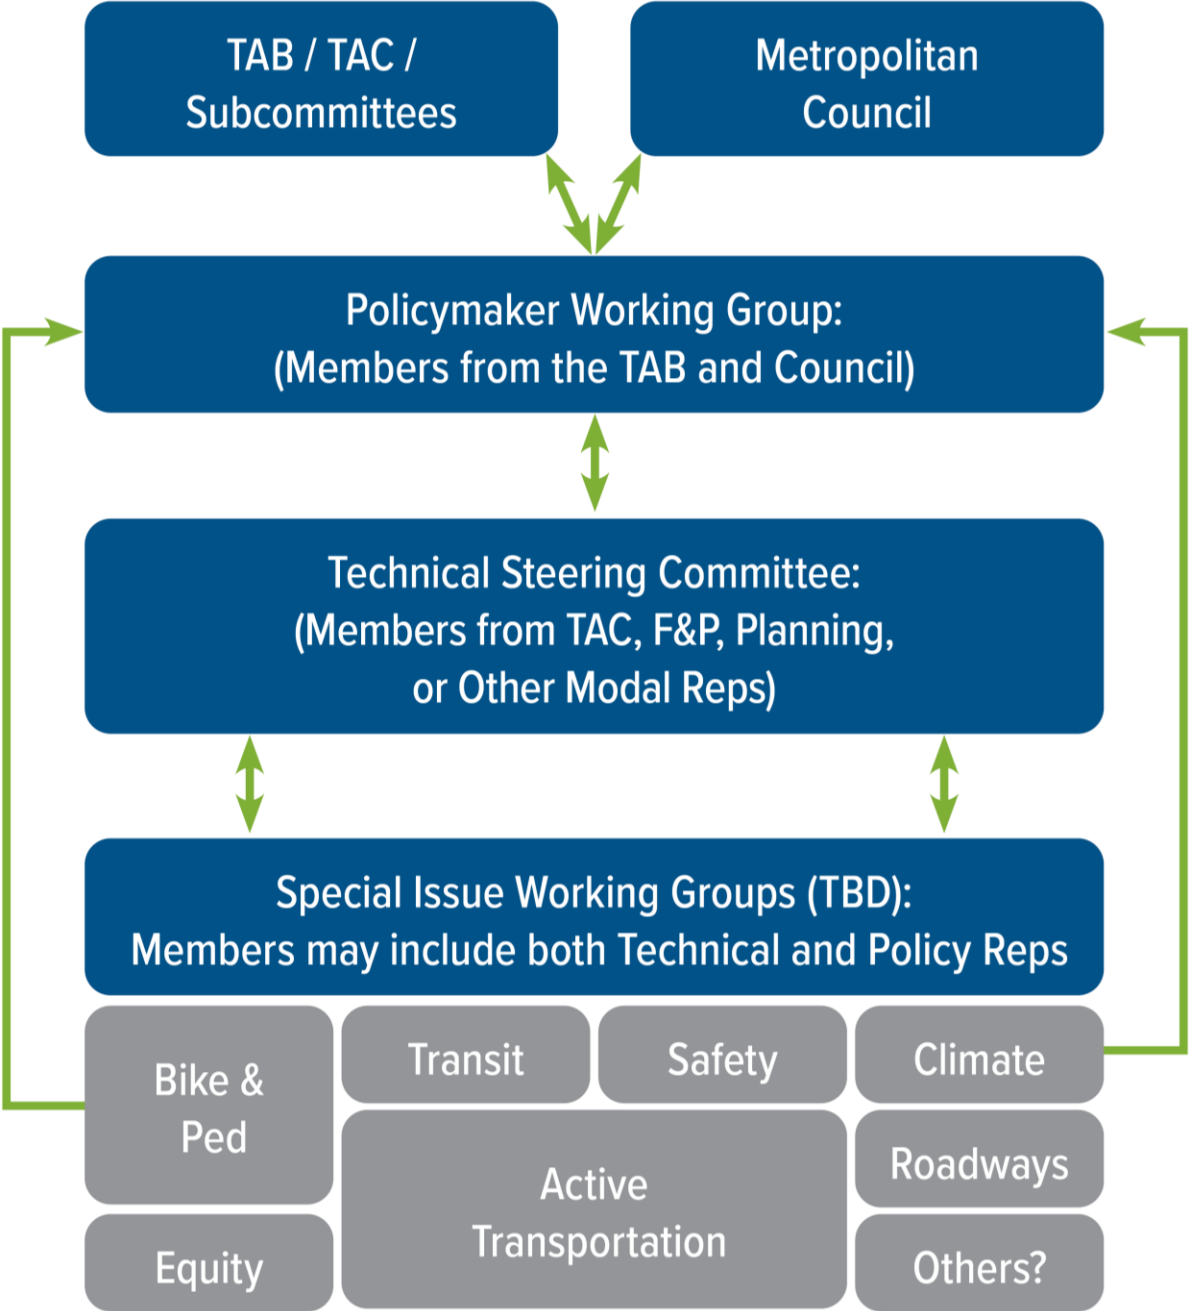 TAB / TAC /
Subcommittees
Metropolitan
Council
Policymaker Working Group:
(Members from the TAB and Council)
Technical Steering Committee:
(Members from TAC, F&P, Planning,
or Other Modal Reps)
Special Issue Working Groups (TBD):
Members may include both Technical and Policy Reps
Bike &
Ped
Transit
Safety
Climate
Active
Transportation
Roadways
Equity
Others?